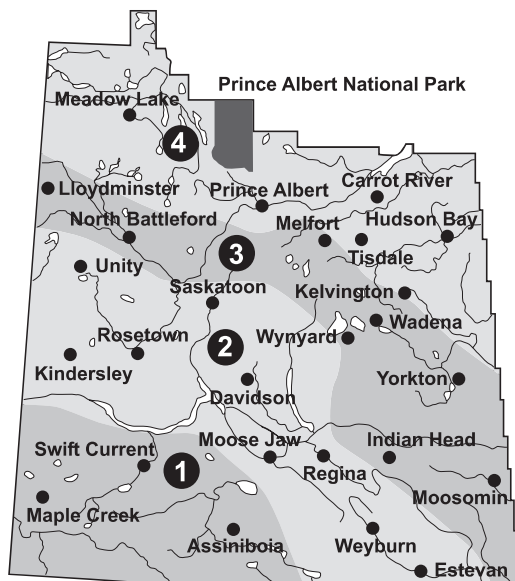 Prince Albert National Park
Meadow Lake
4
Lloydminster
Prince Albert
Carrot River
North Battleford
Melfort
Hudson Bay
Tisdale
3
Unity
Saskatoon
Kelvington
Wadena
Rosetown
2
Wynyard
Kindersley
Yorkton
Davidson
Moose Jaw
Indian Head
Swift Current
1
Regina
Moosomin
Maple Creek
Assiniboia
Weyburn
Estevan